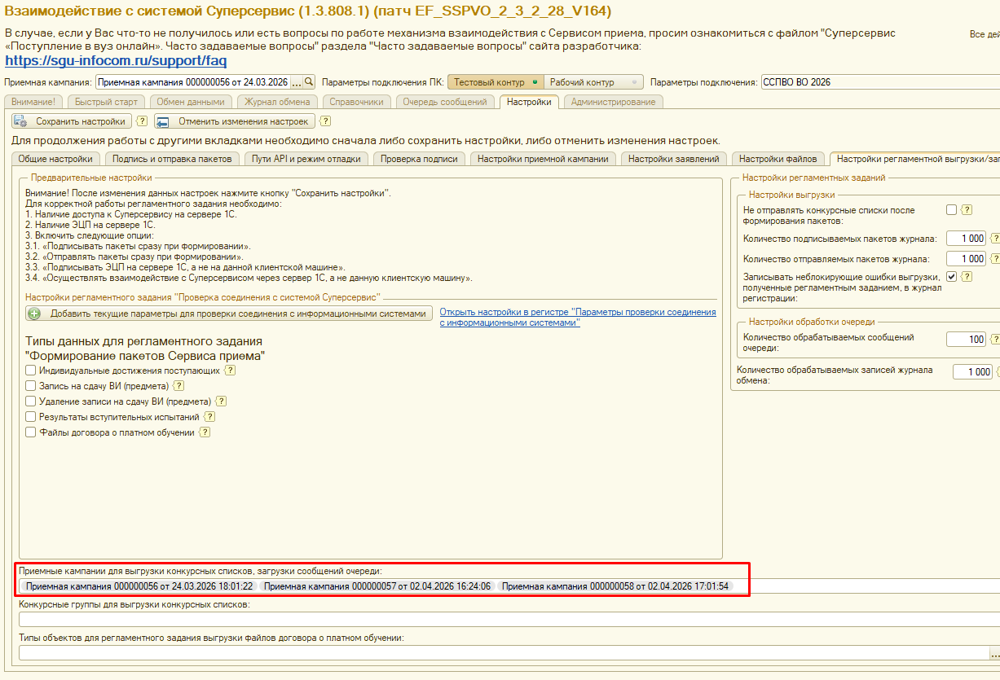 Взаимодействие с системой Суперсервис (1.3.808.1) (патч EF_SSPVO_2_3_2_28_V164)
В случае, если у Вас что-то не получилось или есть вопросы по работе механизма взаимодействия с Сервисом приема, просим ознакомиться с файлом "Суперсервис
«Поступление в вуз онлайн». Часто задаваемые вопросы" раздела "Часто задаваемые вопросы" сайта разработчика:
Все дей
https://sgu-infocom.ru/support/faq
Приемная кампания: Приемная кампания 000000056 от 24.03.2026 ... Параметры подключения ПК: Тестовый контур Рабочий контур Параметры подключения: ССПВО ВО 2026
Внимание! Быстрый старт Обмен данными Журнал обмена Справочники Очередь сообщений Настройки Администрирование
Сохранить настройки ? Отменить изменения настроек ?
Для продолжения работы с другими вкладками необходимо сначала либо сохранить настройки, либо отменить изменения настроек.
Общие настройки Подпись и отправка пакетов Пути API и режим отладки Проверка подписи Настройки приемной кампании Настройки заявлений Настройки файлов Настройки регламентной выгрузки/заг
Предварительные настройки
Внимание! После изменения данных настроек нажмите кнопку "Сохранить настройки".
Для корректной работы регламентного задания необходимо:
1. Наличие доступа к Суперсервису на сервере 1С.
2. Наличие ЭЦП на сервере 1С.
3. Включить следующие опции:
3.1. «Подписывать пакеты сразу при формировании».
3.2. «Отправлять пакеты сразу при формировании».
3.3. «Подписывать ЭЦП на сервере 1С, а не на данной клиентской машине».
3.4. «Осуществлять взаимодействие с Суперсервисом через сервер 1С, а не данную клиентскую машину».
Настройки регламентного задания "Проверка соединения с системой Суперсервис"
Добавить текущие параметры для проверки соединения с информационными системами
Открыть настройки в регистре "Параметры проверки соединения
с информационными системами"
Типы данных для регламентного задания
"Формирование пакетов Сервиса приема"
Индивидуальные достижения поступающих ?
Запись на сдачу ВИ (предмета) ?
Удаление записи на сдачу ВИ (предмета) ?
Результаты вступительных испытаний ?
Файлы договора о платном обучении ?
Настройки регламентных заданий
Настройки выгрузки
Не отправлять конкурсные списки после
формирования пакетов: ?
Количество подписываемых пакетов журнала: 1 000 ?
Количество отправляемых пакетов журнала: 1 000 ?
Записывать неблокирующие ошибки выгрузки,
полученные регламентным заданием, в журнал
регистрации: ?
Настройки обработки очереди
Количество обрабатываемых сообщений
очереди: 100 ?
Количество обрабатываемых записей журнала
обмена: 1 000
Приемные кампании для выгрузки конкурсных списков, загрузки сообщений очереди:
Приемная кампания 000000056 от 24.03.2026 18:01:22 Приемная кампания 000000057 от 02.04.2026 16:24:06 Приемная кампания 000000058 от 02.04.2026 17:01:54
Конкурсные группы для выгрузки конкурсных списков:
Типы объектов для регламентного задания выгрузки файлов договора о платном обучении:
...